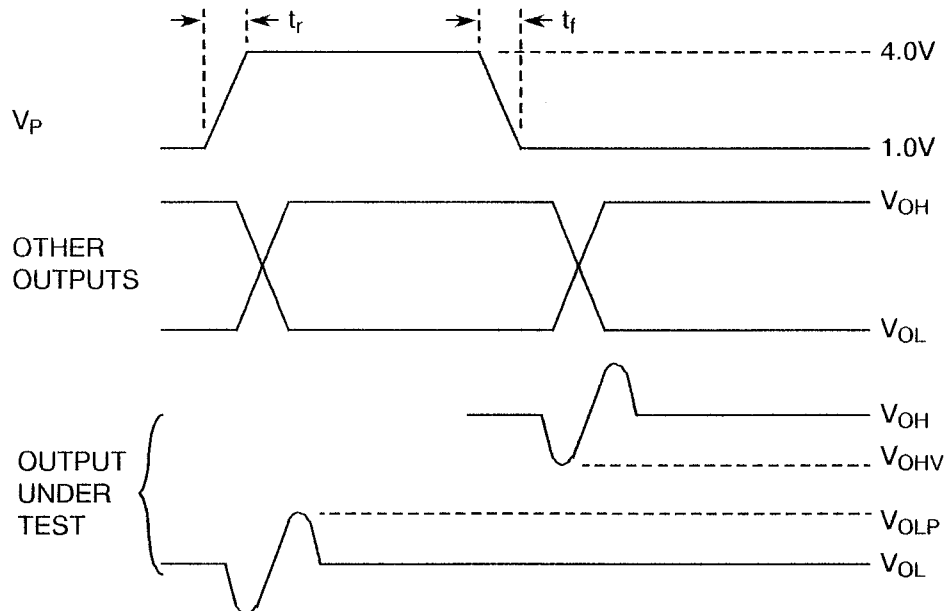 tr
tf
4.0V
VP
1.0V
VOH
OTHER
OUTPUTS
VOL
VOH
OUTPUT
UNDER
TEST
VOHV
VOLP
VOL